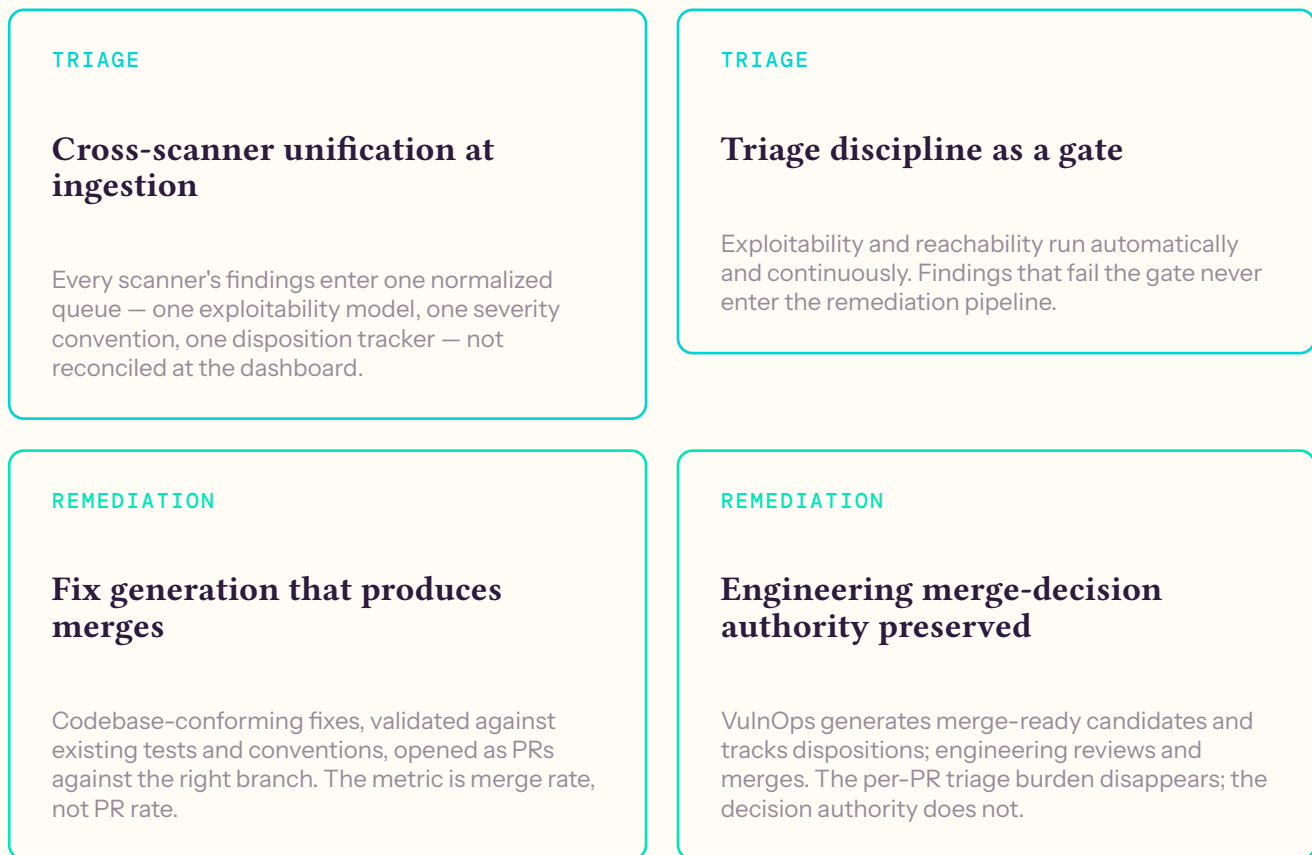 TRIAGE
Cross-scanner unification at
ingestion
Every scanner's findings enter one normalized
queue — one exploitability model, one severity
convention, one disposition tracker — not
reconciled at the dashboard.
TRIAGE
Triage discipline as a gate
Exploitability and reachability run automatically
and continuously. Findings that fail the gate never
enter the remediation pipeline.
REMEDIATION
Fix generation that produces
merges
Codebase-conforming fixes, validated against
existing tests and conventions, opened as PRs
against the right branch. The metric is merge rate,
not PR rate.
REMEDIATION
Engineering merge-decision
authority preserved
VulnOps generates merge-ready candidates and
tracks dispositions; engineering reviews and
merges. The per-PR triage burden disappears; the
decision authority does not.